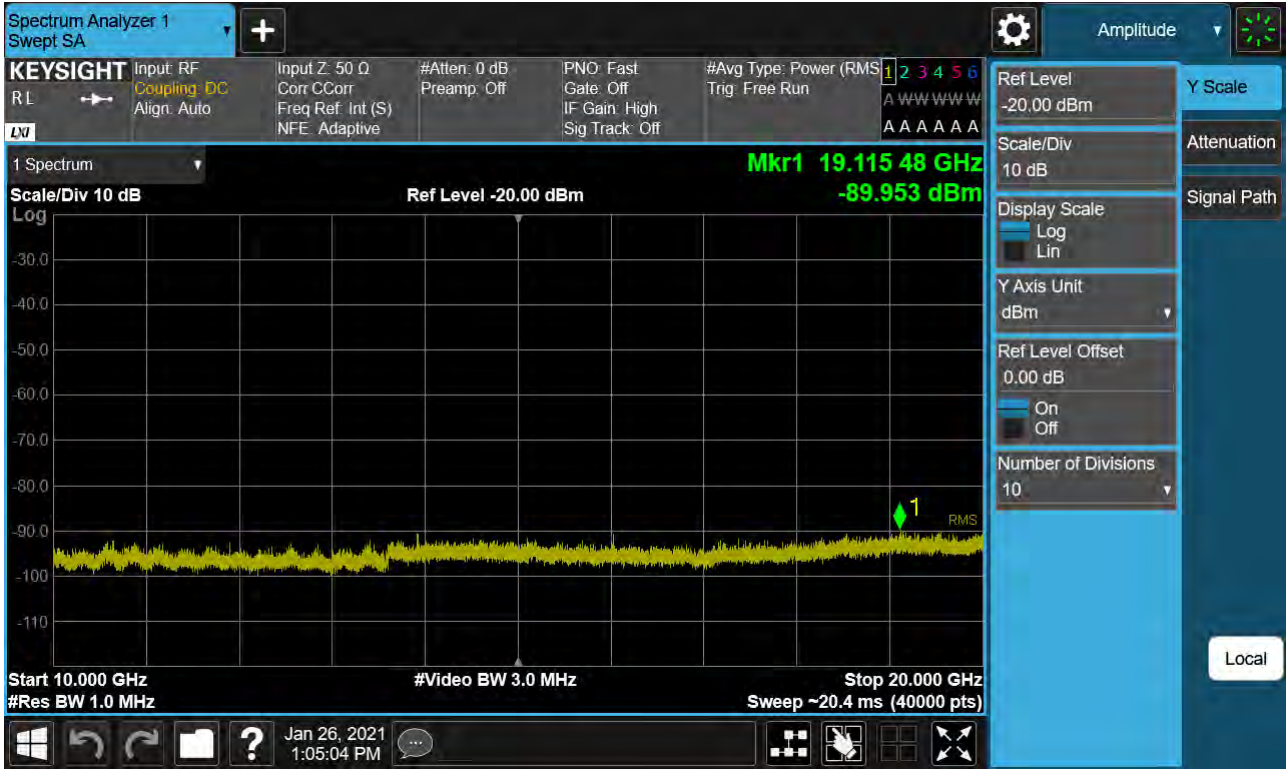 Spectrum Analyzer 1
Swept SA
+
Amplitude
KEYSIGHT
R L
LXI
Input: RF
Coupling: DC
Align: Auto
Input Z: 50 Ω
Corr CCorr
Freq Ref: Int (S)
NFE: Adaptive
#Atten: 0 dB
Preamp: Off
PNO: Fast
Gate: Off
IF Gain: High
Sig Track: Off
#Avg Type: Power (RMS
Trig: Free Run
1 2 3 4 5 6
A W W W W W
A A A A A A
1 Spectrum
Mkr1 19.115 48 GHz
Scale/Div 10 dB
Ref Level -20.00 dBm
-89.953 dBm
Log
-30.0
-40.0
-50.0
-60.0
-70.0
-80.0
-90.0
-100
-110
1
RMS
Start 10.000 GHz
#Video BW 3.0 MHz
Stop 20.000 GHz
#Res BW 1.0 MHz
Sweep ~20.4 ms (40000 pts)
Ref Level
-20.00 dBm
Scale/Div
10 dB
Display Scale
Log
Lin
Y Axis Unit
dBm
Ref Level Offset
0.00 dB
On
Off
Number of Divisions
10
Y Scale
Attenuation
Signal Path
Local
?
Jan 26, 2021
1:05:04 PM